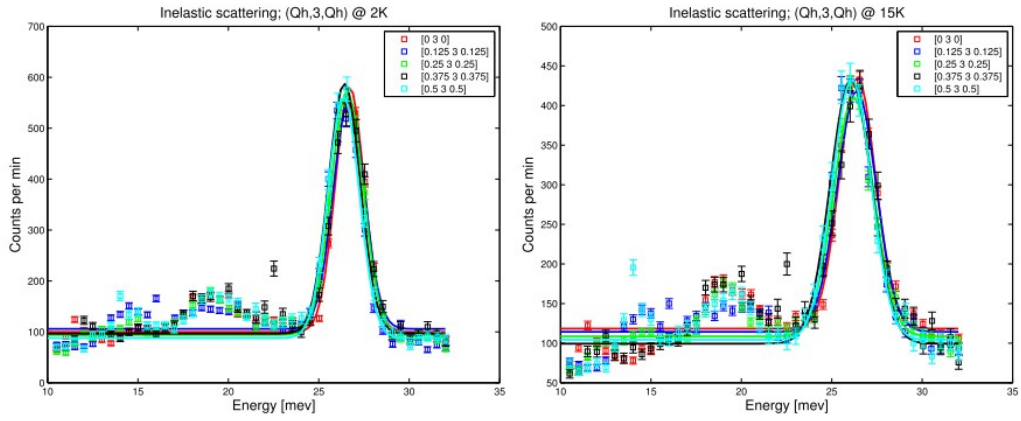 Inelastic scattering; (Qh,3,Qh) @ 2K
700
600
500
400
300
200
100
0
Counts per min
[0 3 0]
[0.125 3 0.125]
[0.25 3 0.25]
[0.375 3 0.375]
[0.5 3 0.5]
10 15 20 25 30 35
Energy [mev]
Inelastic scattering; (Qh,3,Qh) @ 15K
500
450
400
350
300
250
200
150
100
50
Counts per min
[0 3 0]
[0.125 3 0.125]
[0.25 3 0.25]
[0.375 3 0.375]
[0.5 3 0.5]
10 15 20 25 30 35
Energy [mev]